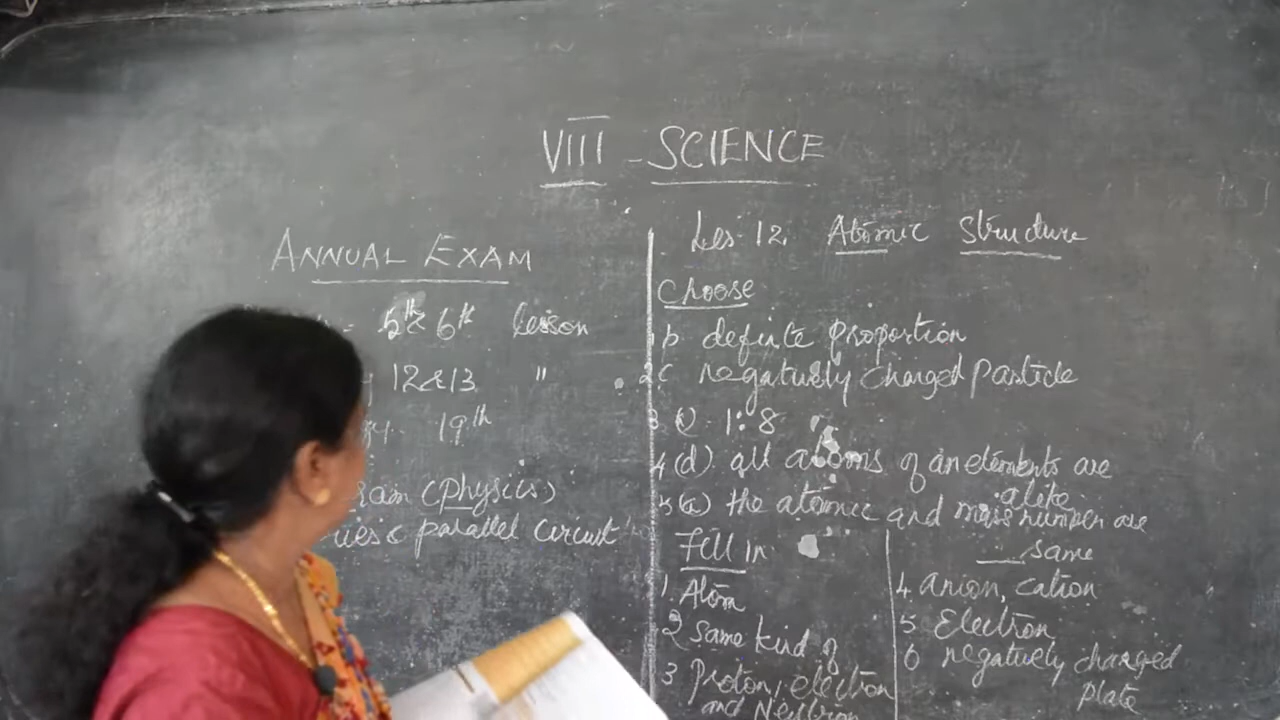 VIII - SCIENCE
ANNUAL EXAM
5th & 6th lesson
12 & 13 "
19th
(physics)
parallel circuit
Les. 12. Atomic Structure
Choose
1 b definite proportion
2 c negatively charged particle
3 1:8
4 (d) all atoms of an elements are alike
5 (a) the atomic and mass number are same
Fill in
1. Atom
2 same kind of
3 Proton, electron and Neutron
4 anion, cation
5 Electron
6 negatively charged plate